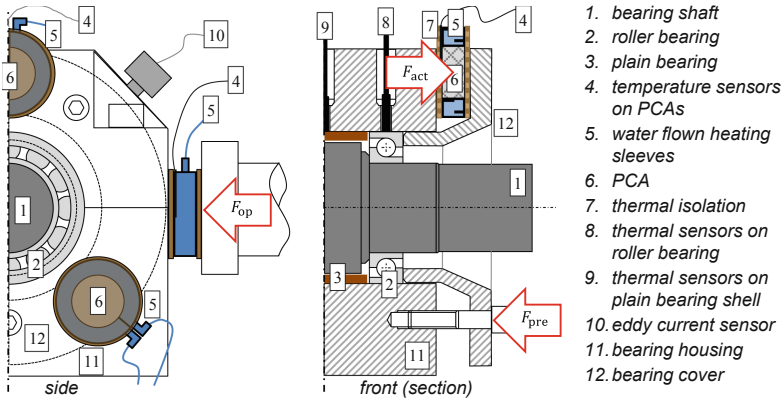 4
5
6
10
4
5
F_op
1
2
6
5
12
11
side
9
8
7
5
4
F_act
6
12
1
3
2
F_pre
11
front (section)
1. bearing shaft
2. roller bearing
3. plain bearing
4. temperature sensors
on PCAs
5. water flown heating
sleeves
6. PCA
7. thermal isolation
8. thermal sensors on
roller bearing
9. thermal sensors on
plain bearing shell
10. eddy current sensor
11. bearing housing
12. bearing cover